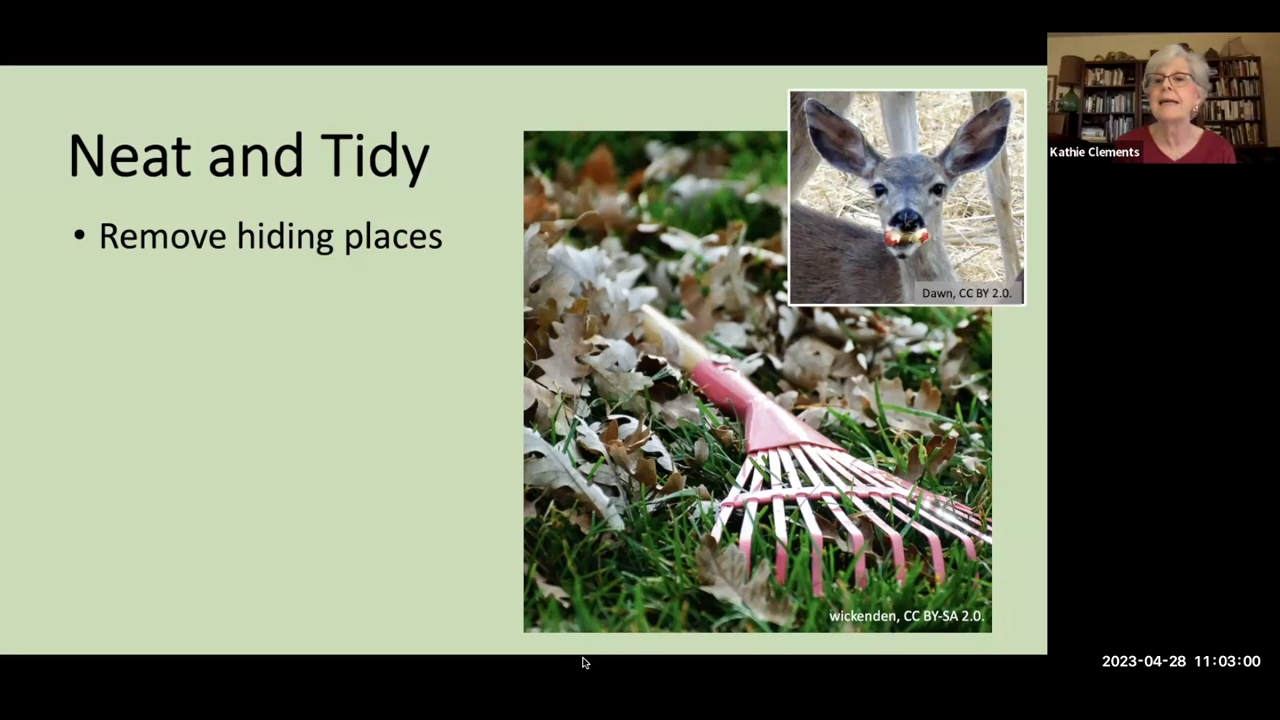 Neat and Tidy
• Remove hiding places
Dawn, CC BY 2.0.
wickenden, CC BY-SA 2.0.
Kathie Clements
2023-04-28 11:03:00